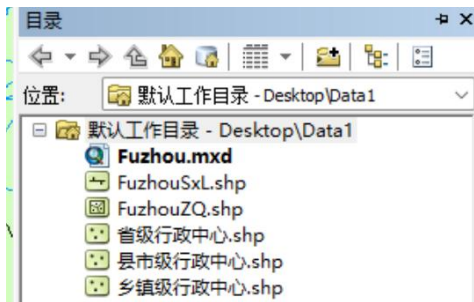 目录
位置: 默认工作目录 - Desktop\Data1
默认工作目录 - Desktop\Data1
Fuzhou.mxd
FuzhouSxL.shp
FuzhouZQ.shp
省级行政中心.shp
县市级行政中心.shp
乡镇级行政中心.shp